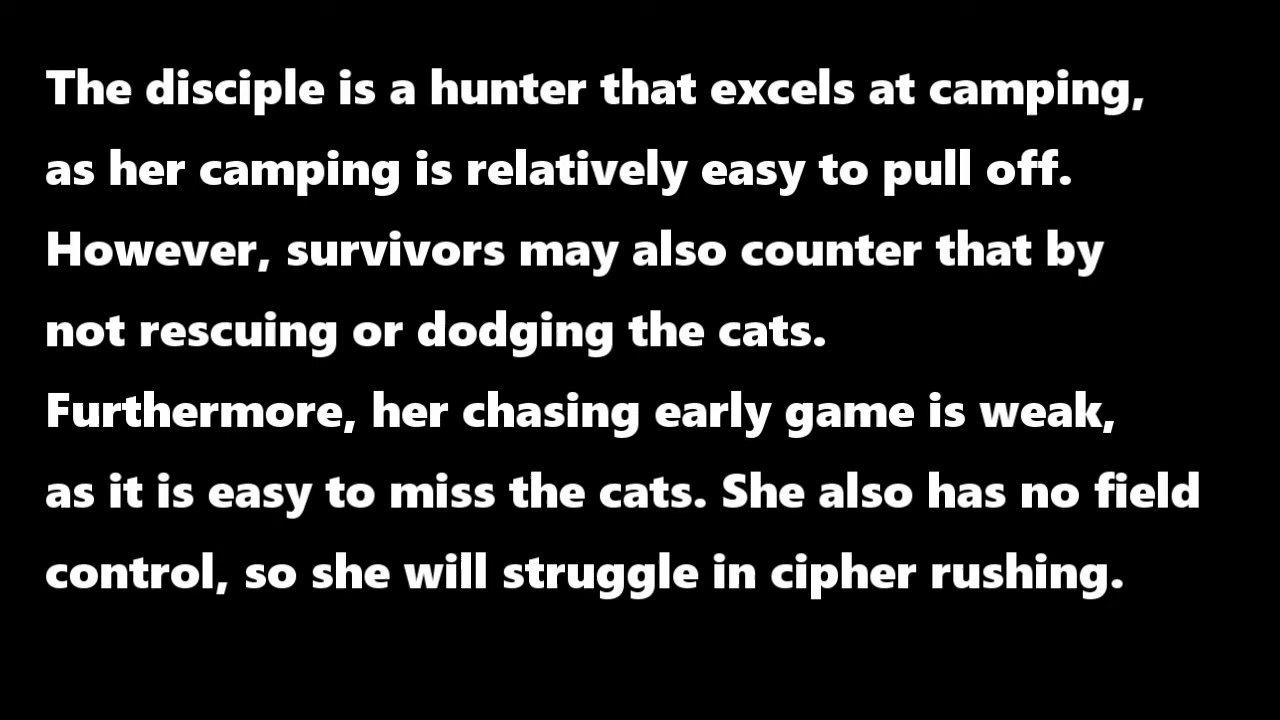 The disciple is a hunter that excels at camping,
as her camping is relatively easy to pull off.
However, survivors may also counter that by
not rescuing or dodging the cats.
Furthermore, her chasing early game is weak,
as it is easy to miss the cats. She also has no field
control, so she will struggle in cipher rushing.